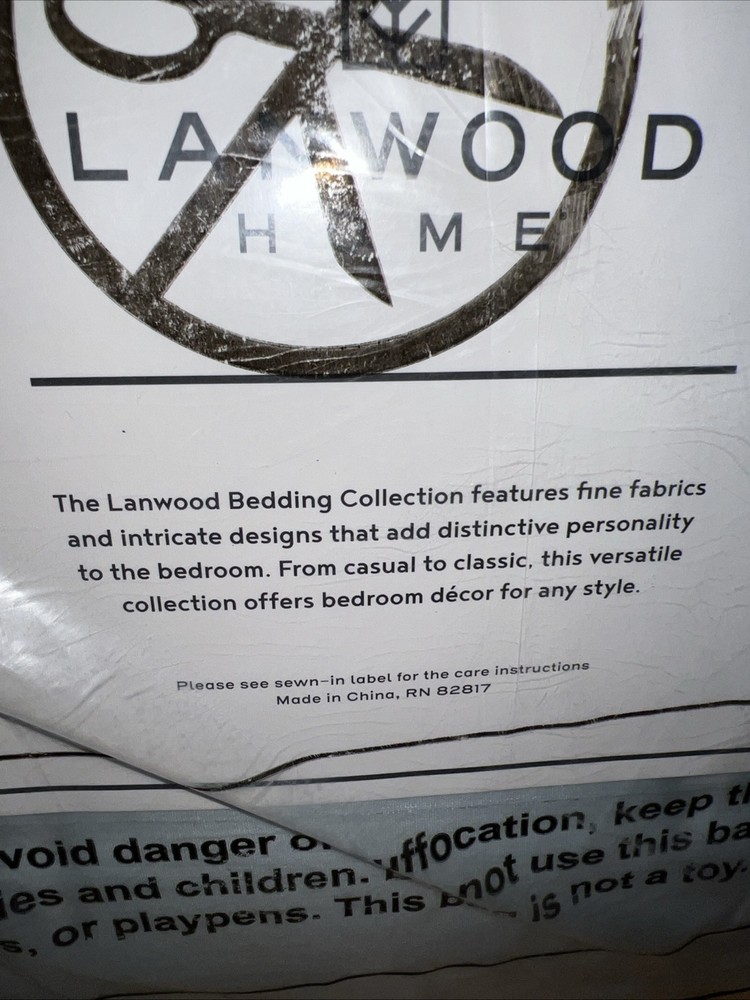 LANWOOD
H ME
The Lanwood Bedding Collection features fine fabrics
and intricate designs that add distinctive personality
to the bedroom. From casual to classic, this versatile
collection offers bedroom décor for any style.
Please see sewn-in label for the care instructions
Made in China, RN 82817
void danger o uffocation, keep th
ies and children. not use this ba
s, or playpens. This is not a toy.